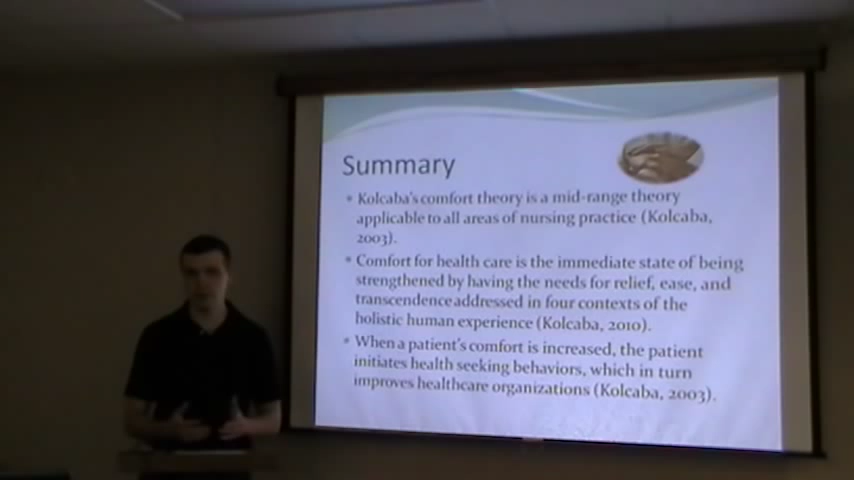 Summary
• Kolcaba's comfort theory is a mid-range theory
applicable to all areas of nursing practice (Kolcaba,
2003).
• Comfort for health care is the immediate state of being
strengthened by having the needs for relief, ease, and
transcendence addressed in four contexts of the
holistic human experience (Kolcaba, 2010).
• When a patient's comfort is increased, the patient
initiates health seeking behaviors, which in turn
improves healthcare organizations (Kolcaba, 2003).